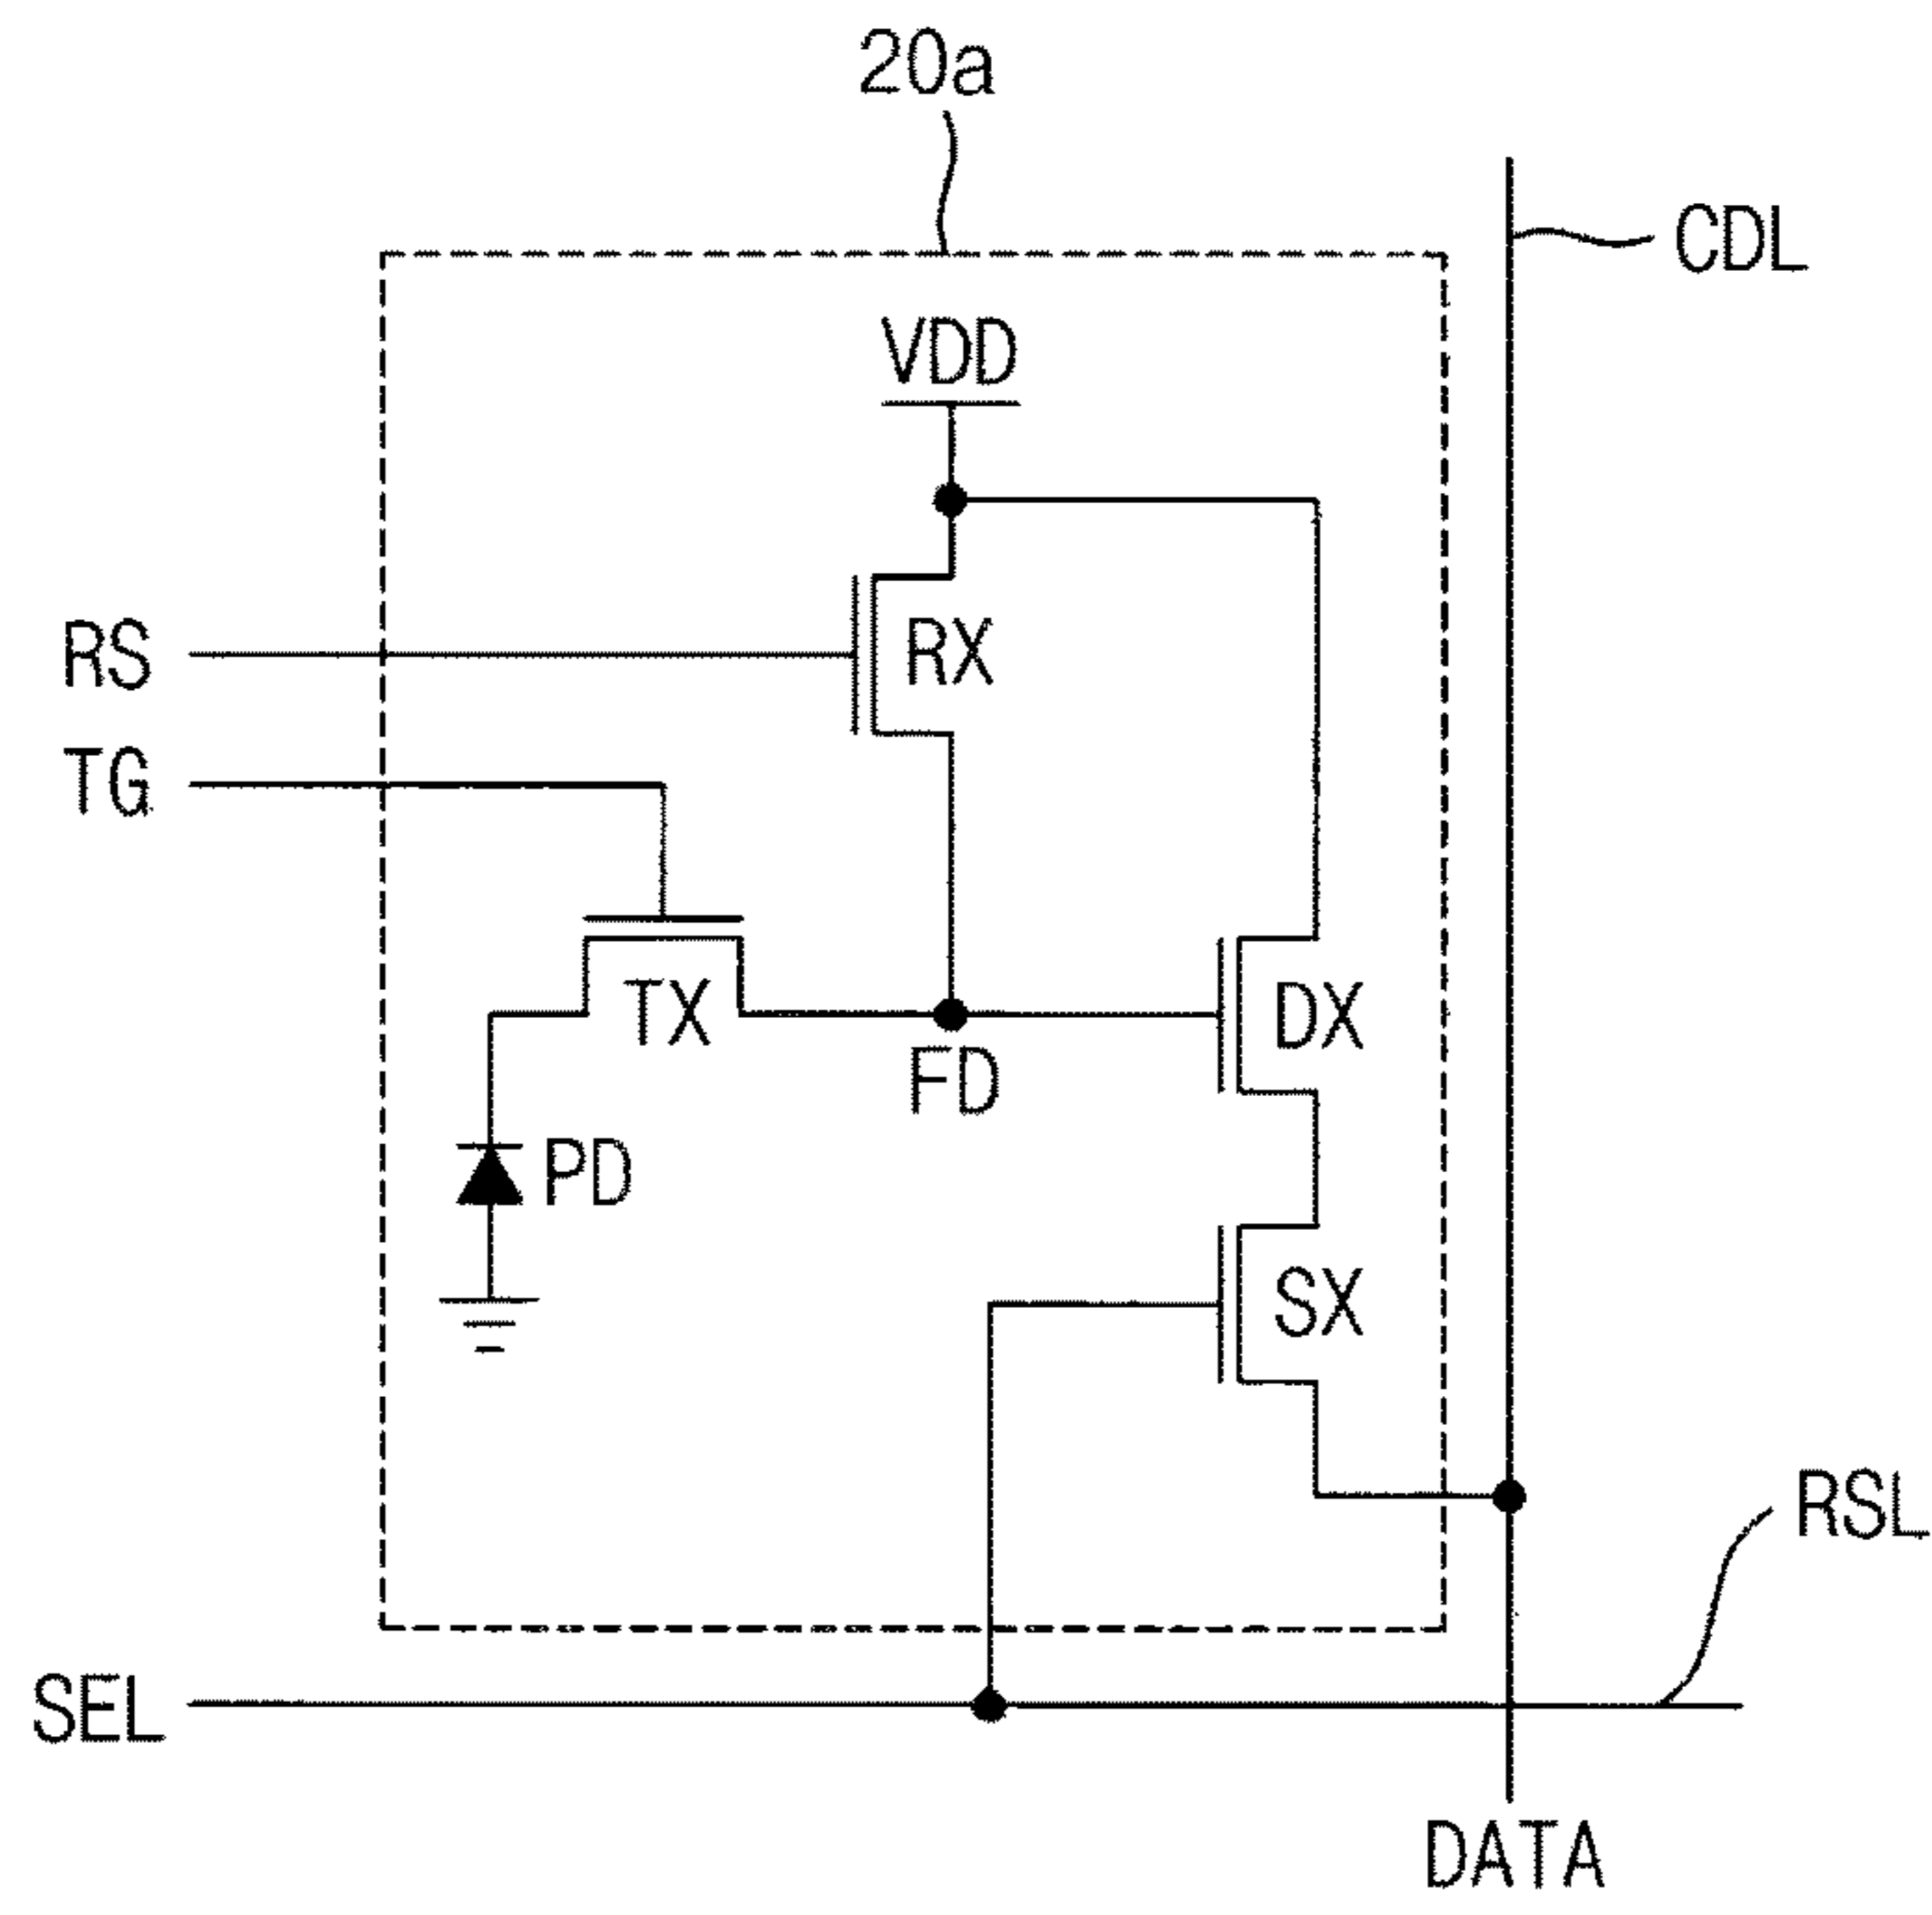 20a
CDL
VDD
RS
RX
TG
TX
DX
FD
PD
SX
RSL
SEL
DATA